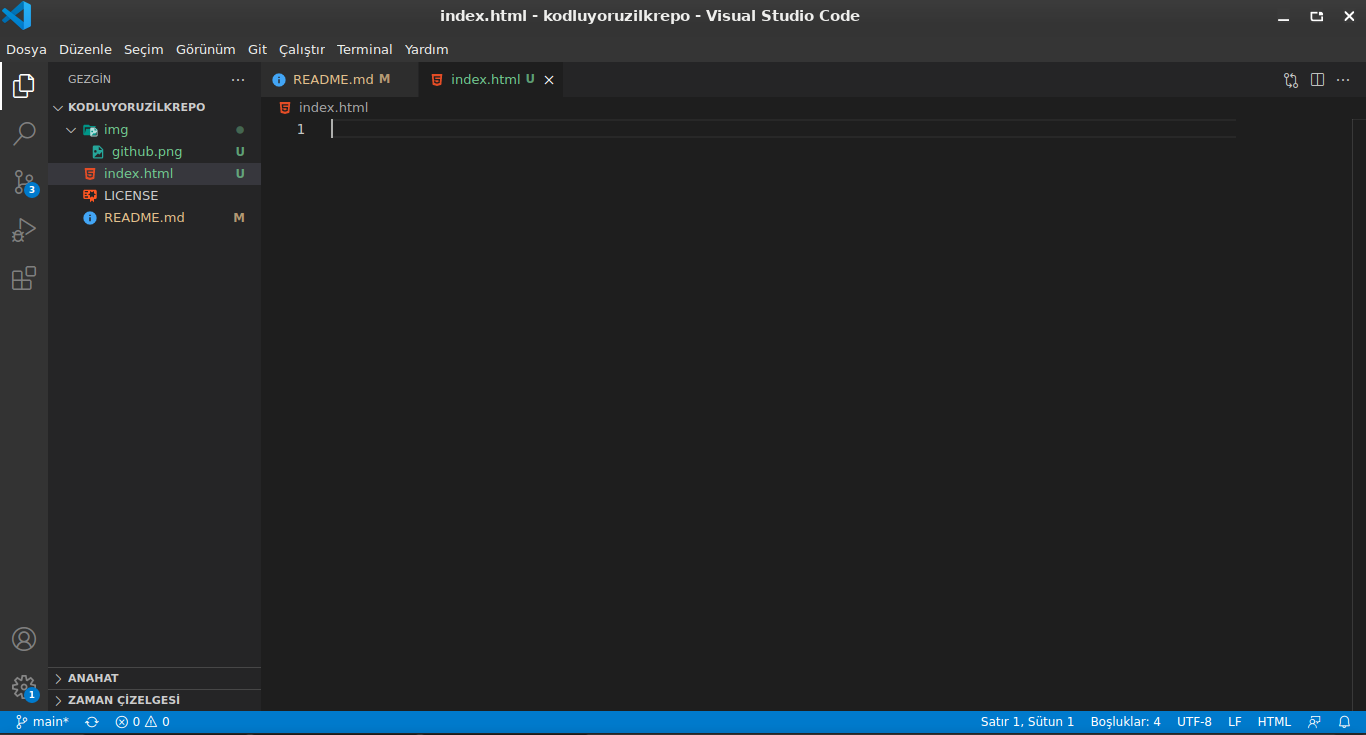 index.html - kodluyoruzilkrepo - Visual Studio Code
Dosya Düzenle Seçim Görünüm Git Çalıştır Terminal Yardım
GEZGİN
KODLUYORUZİLKREPO
img
github.png U
index.html U
LICENSE
README.md M
3
1
ANAHAT
ZAMAN ÇİZELGESİ
README.md M index.html U
index.html
1
main* 0 0 Satır 1, Sütun 1 Boşluklar: 4 UTF-8 LF HTML